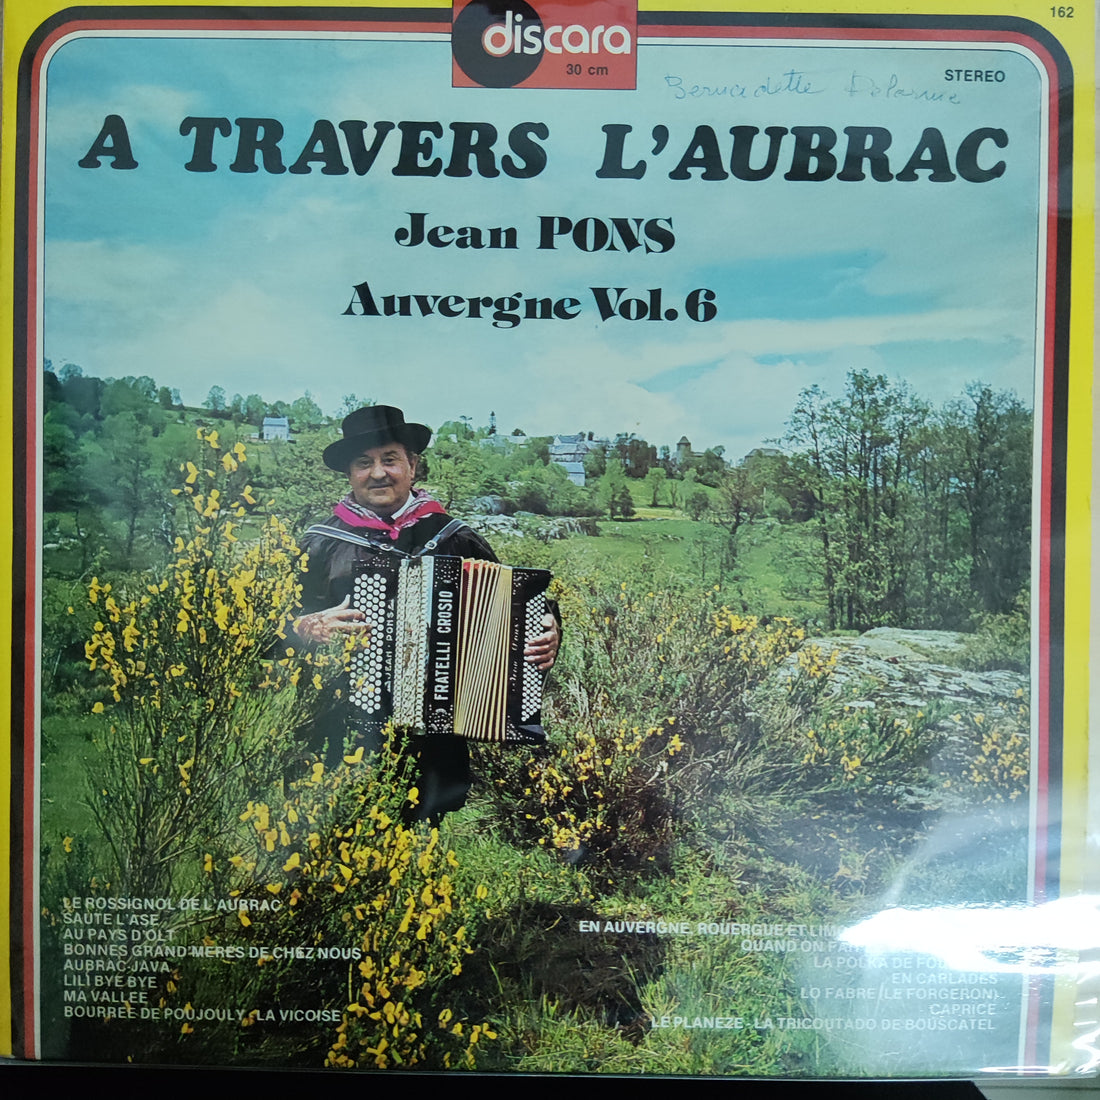 162
discara
30 cm
Bernadette
STEREO
A TRAVERS L'AUBRAC
Jean PONS
Auvergne Vol. 6
JEAN PONS
FRATELLI CROSIO
LE ROSSIGNOL DE L'AUBRAC
SAUTE L'ASE
AU PAYS D'OLT
BONNES GRAND'MERES DE CHEZ NOUS
AUBRAC-JAVA
LILI BYE BYE
MA VALLEE
BOURREE DE POUJOULY - LA VICOISE
EN AUVERGNE, ROUERGUE ET
QUAND ON
LA POLKA DE
EN CARLADES
LO FABRE (LE FORGERON)
CAPRICE
LE PLANEZE - LA TRICOUTADO DE BOUSCATEL